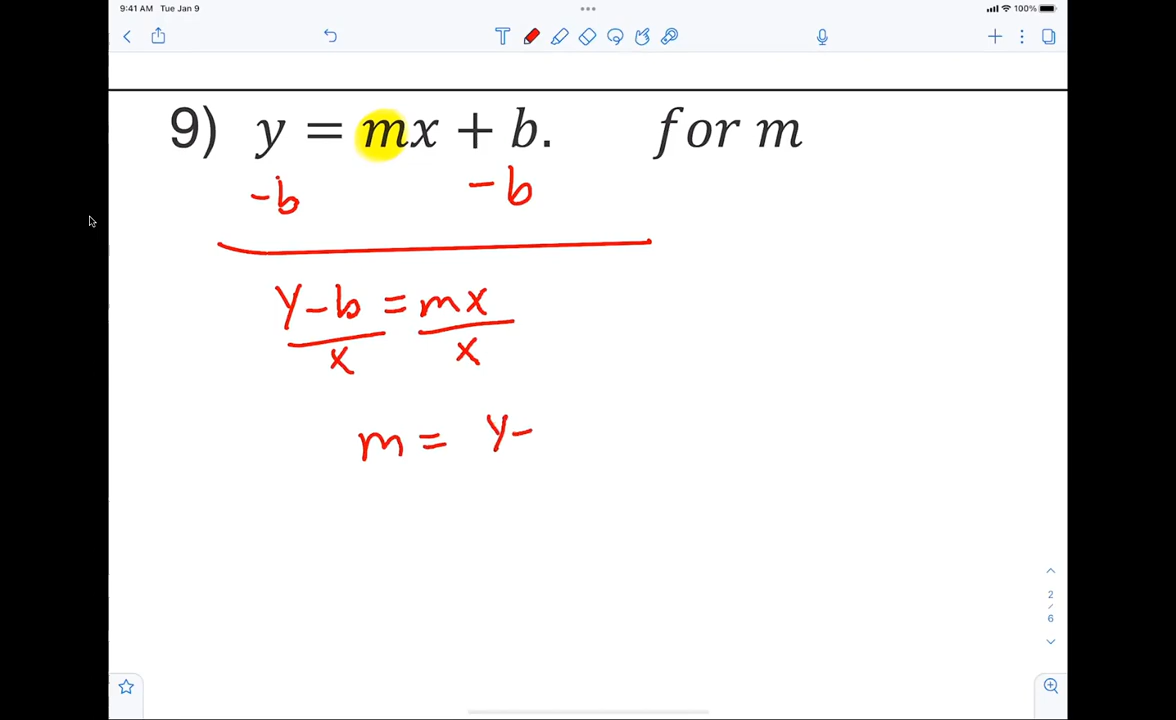 9:41 AM Tue Jan 9
100%
T
9) y = mx + b. for m
-b -b
y-b = mx
x x
m = y-
2
/
6